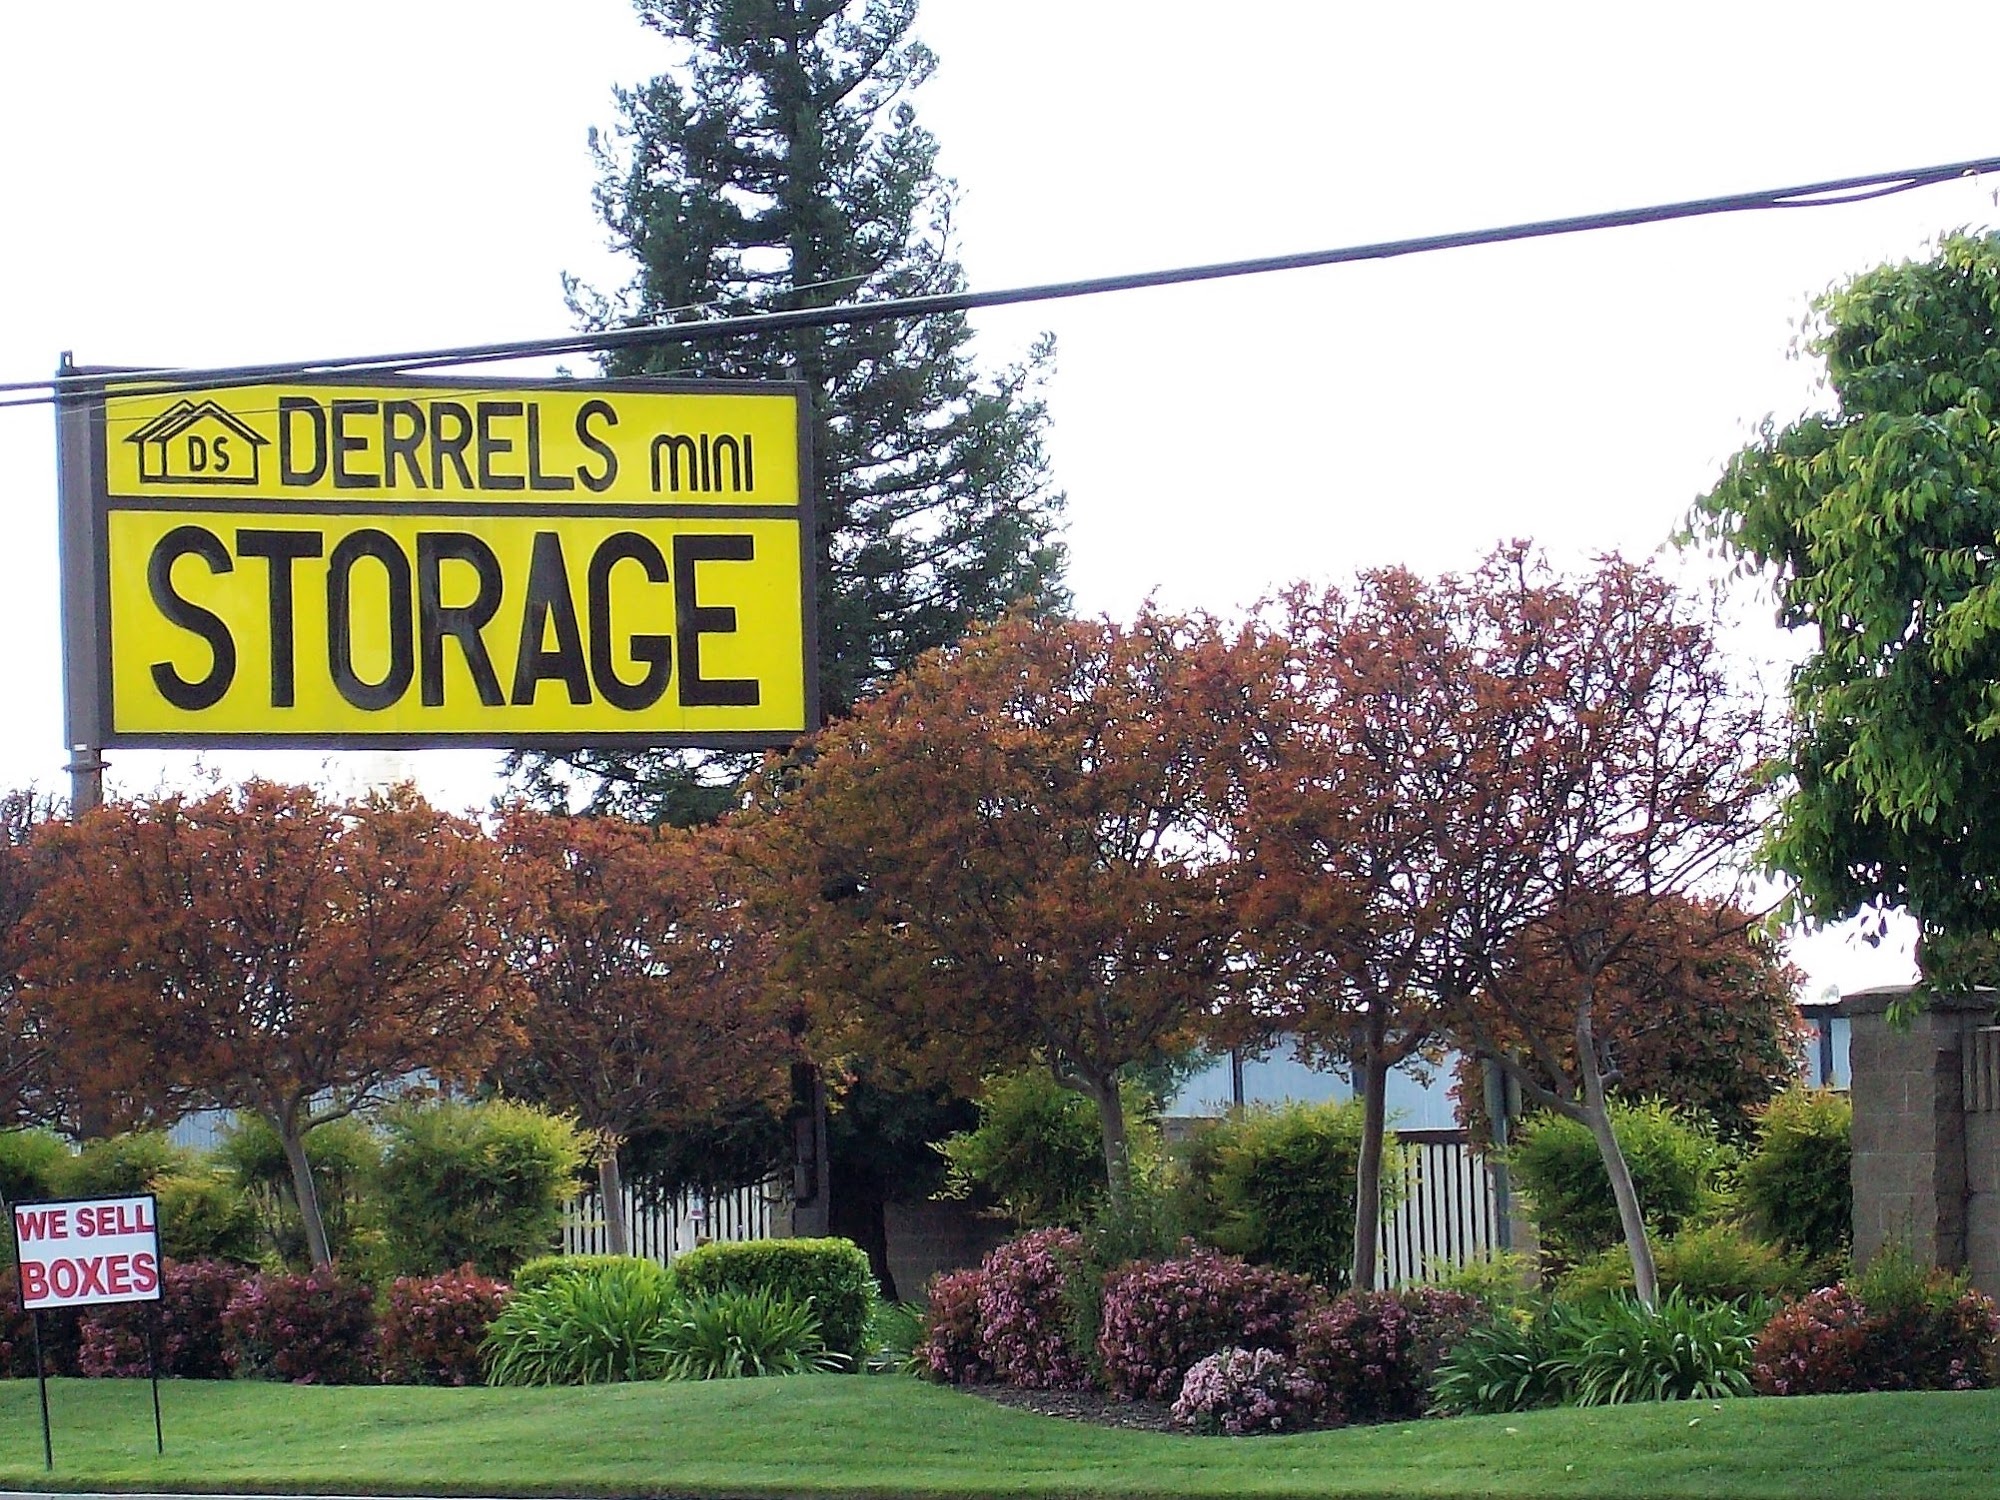 DS DERRELS MINI
STORAGE
WE SELL
BOXES